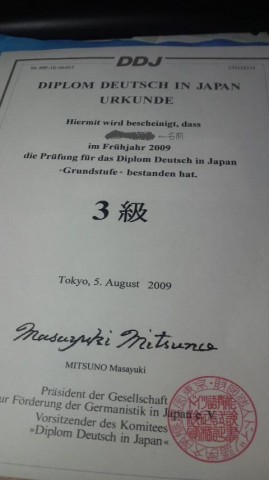 DDJ
DIPLOM DEUTSCH IN JAPAN
URKUNDE
Hiermit wird bescheinigt, dass
←名前
im Frühjahr 2009
die Prüfung für das Diplom Deutsch in Japan
-Grundstufe- bestanden hat.
3級
Tokyo, 5. August 2009
Masayuki Mitsuno
MITSUNO Masayuki
Präsident der Gesellschaft
zur Förderung der Germanistik in Japan e.V.
Vorsitzender des Komitees
»Diplom Deutsch in Japan«